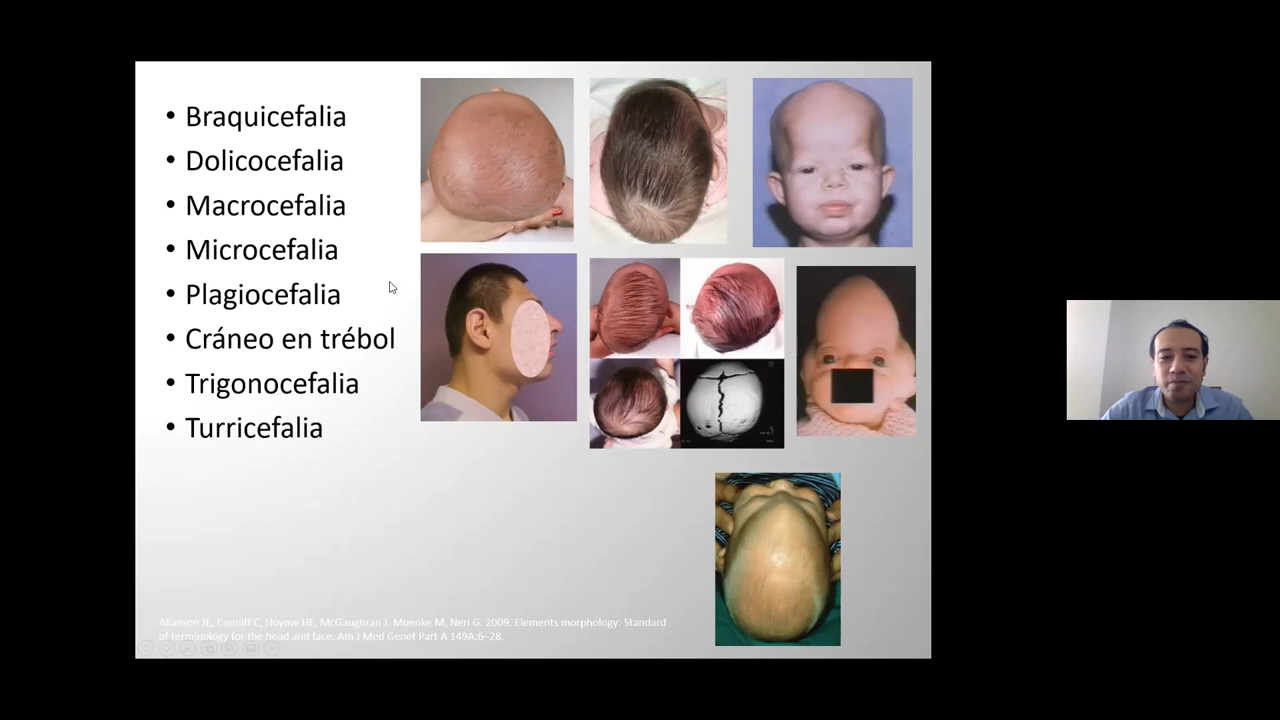 • Braquicefalia
• Dolicocefalia
• Macrocefalia
• Microcefalia
• Plagiocefalia
• Cráneo en trébol
• Trigonocefalia
• Turricefalia
Allanson JE, Cunniff C, Hoyme HE, McGaughran J, Muenke M, Neri G. 2009. Elements morphology: Standard
of terminology for the head and face. Am J Med Genet Part A 149A:6–28.